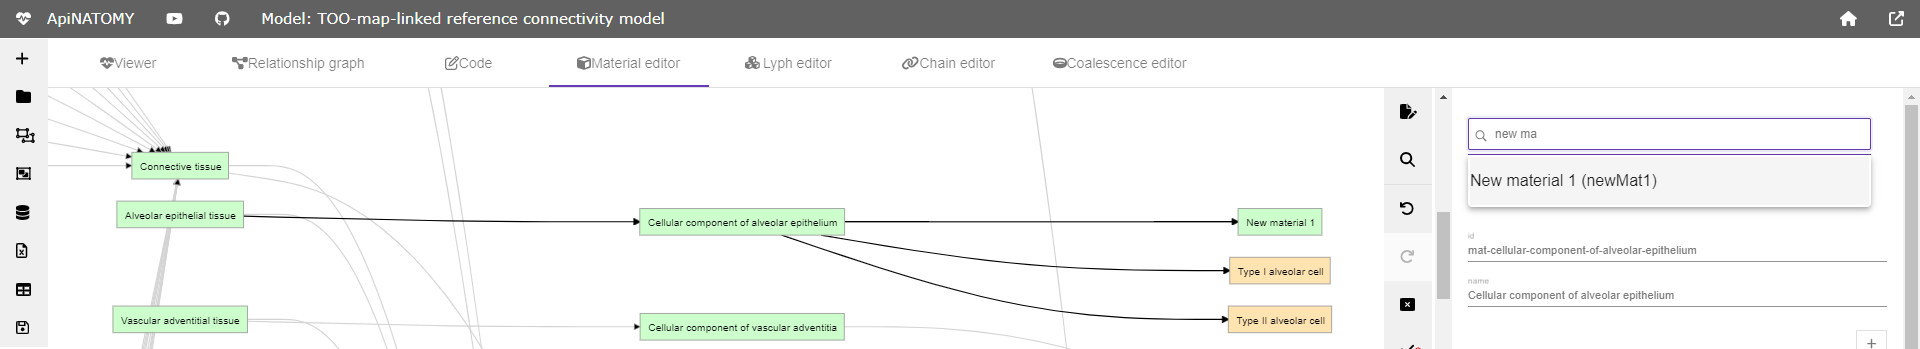 ApiNATOMY
Model: TOO-map-linked reference connectivity model
Viewer
Relationship graph
Code
Material editor
Lyph editor
Chain editor
Coalescence editor
Connective tissue
Alveolar epithelial tissue
Cellular component of alveolar epithelium
New material 1
Type I alveolar cell
Type II alveolar cell
Vascular adventitial tissue
Cellular component of vascular adventitia
new ma
New material 1 (newMat1)
id
mat-cellular-component-of-alveolar-epithelium
name
Cellular component of alveolar epithelium